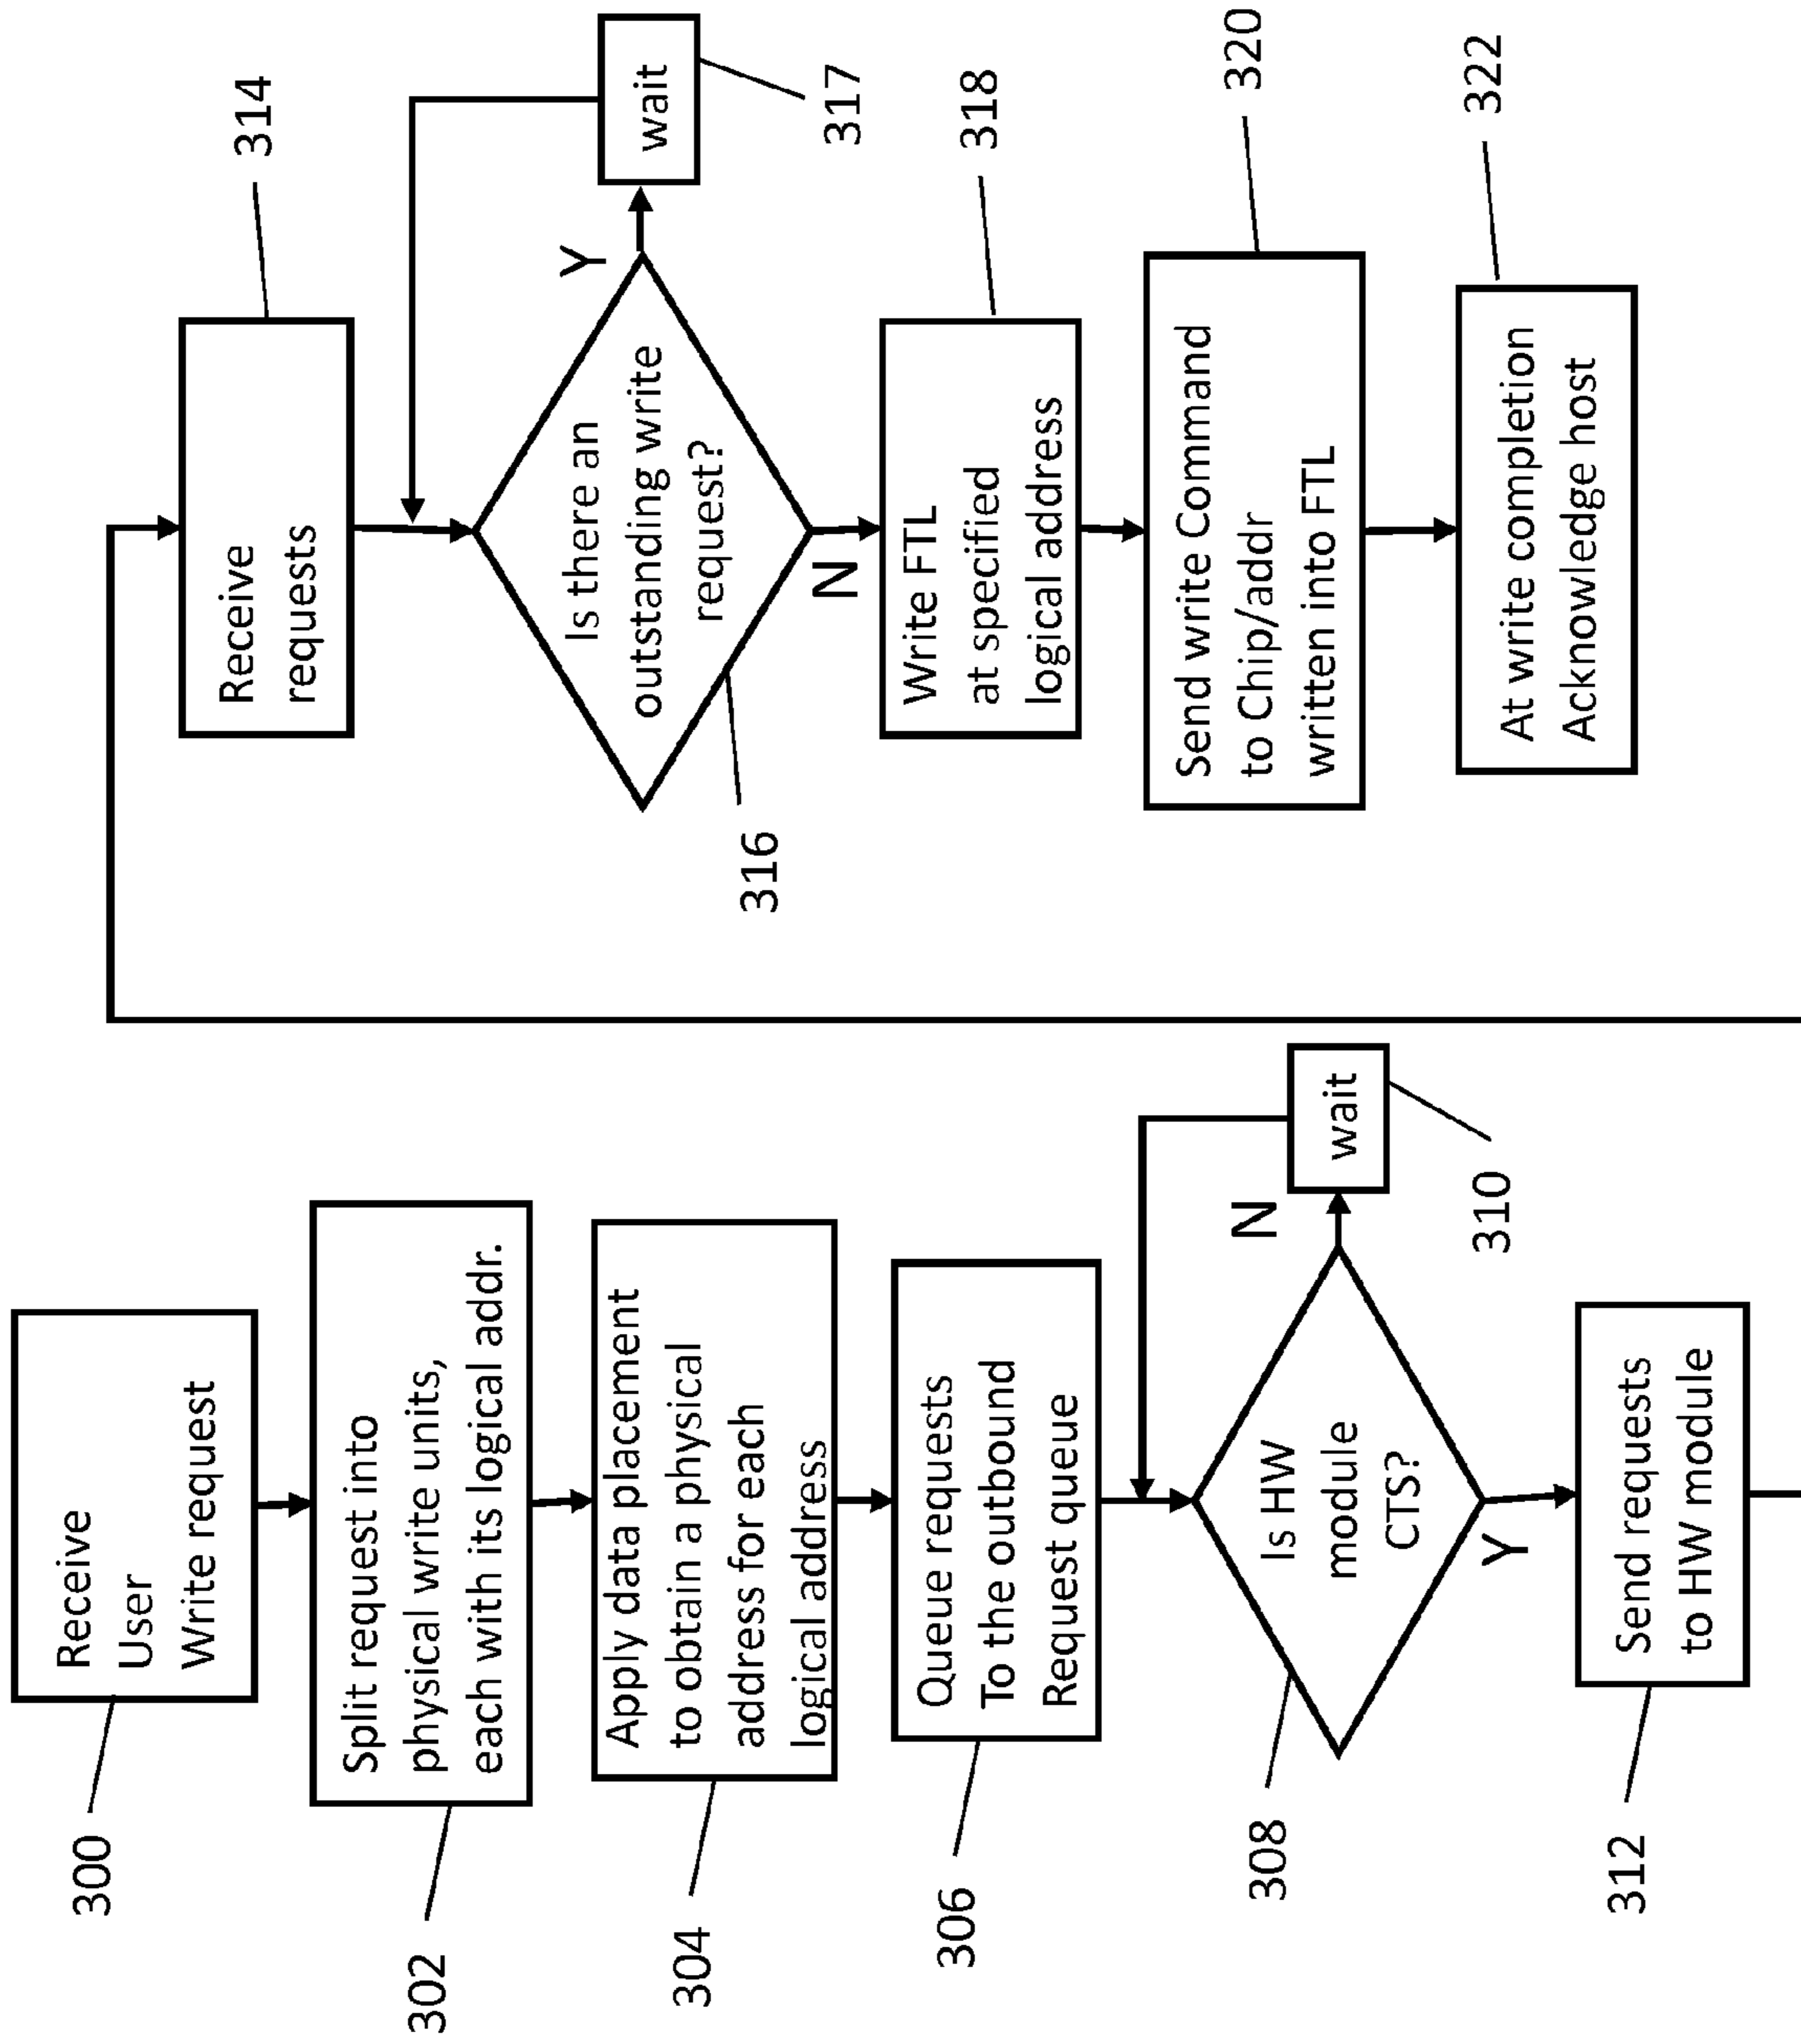 300
Receive
User
Write request
302
Split request into
physical write units,
each with its logical addr.
304
Apply data placement
to obtain a physical
address for each
logical address
306
Queue requests
To the outbound
Request queue
308
Is HW
module
CTS?
N
wait
310
Y
312
Send requests
to HW module
314
Receive
requests
316
Is there an
outstanding write
request?
Y
wait
317
N
318
Write FTL
at specified
logical address
320
Send write Command
to Chip/addr
written into FTL
322
At write completion
Acknowledge host